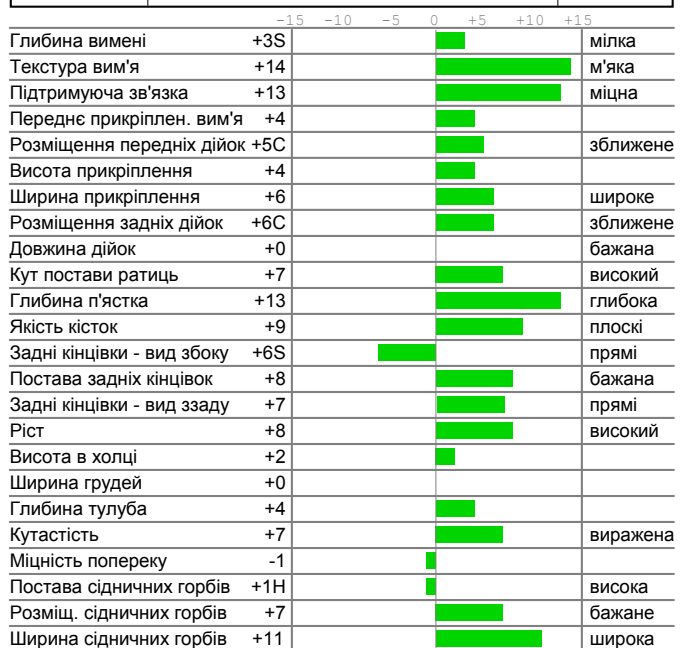 -15 -10 -5 0 +5 +10 +15
Глибина вимені +3S мілка
Текстура вим'я +14 м'яка
Підтримуюча зв'язка +13 міцна
Переднє прикріплен. вим'я +4
Розміщення передніх дійок +5C зближене
Висота прикріплення +4
Ширина прикріплення +6 широке
Розміщення задніх дійок +6C зближене
Довжина дійок +0 бажана
Кут постави ратиць +7 високий
Глибина п'ястка +13 глибока
Якість кісток +9 плоскі
Задні кінцівки - вид збоку +6S прямі
Постава задніх кінцівок +8 бажана
Задні кінцівки - вид ззаду +7 прямі
Ріст +8 високий
Висота в холці +2
Ширина грудей +0
Глибина тулуба +4
Кутастість +7 виражена
Міцність попереку -1
Постава сідничних горбів +1H висока
Розміщ. сідничних горбів +7 бажане
Ширина сідничних горбів +11 широка